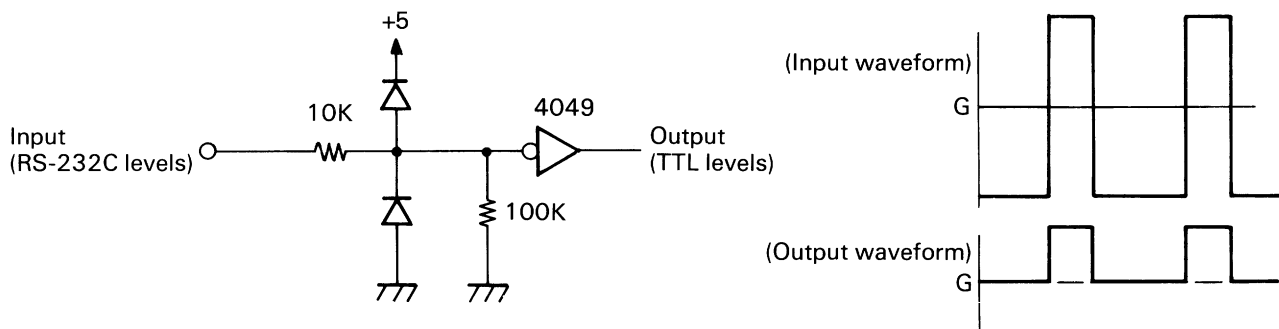 +5
10K
4049
Input
(RS-232C levels)
Output
(TTL levels)
100K
(Input waveform)
G
(Output waveform)
G